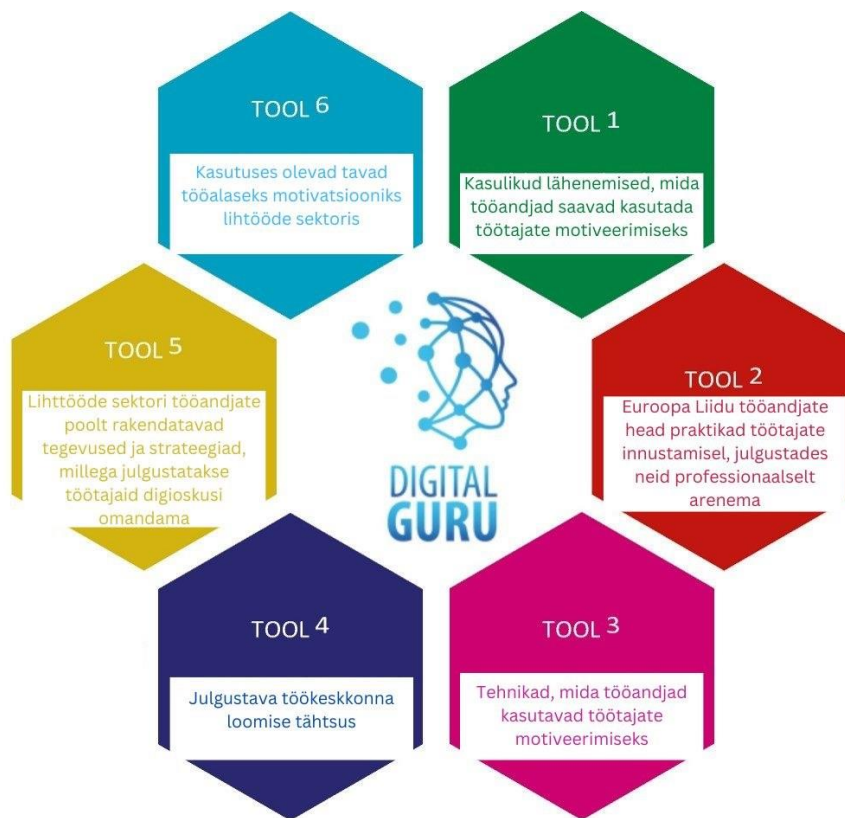 TOOL 6
Kasutuses olevad tavad
tööalaseks motivatsiooniks
lihtööde sektoris
TOOL 1
Kasulikud lähenemised, mida
tööandjad saavad kasutada
töötajate motiveerimiseks
TOOL 5
Lihttööde sektori tööandjate
poolt rakendatavad
tegevused ja strateegiad,
millega julgustatakse
töötajaid digioskusi
omandama
DIGITAL
GURU
TOOL 2
Euroopa Liidu tööandjate
head praktikad töötajate
innustamisel, julgustades
neid professionaalselt
arenema
TOOL 4
Julgustava töökeskkonna
loomise tähtsus
TOOL 3
Tehnikad, mida tööandjad
kasutavad töötajate
motiveerimiseks